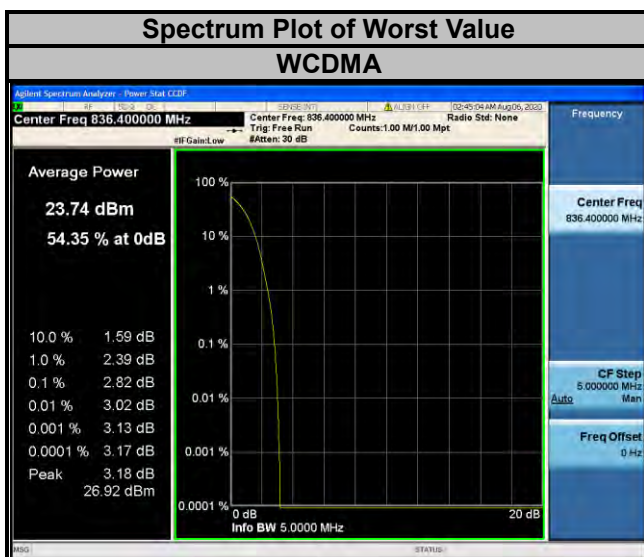 Spectrum Plot of Worst Value
WCDMA
Agilent Spectrum Analyzer - Power Stat CCDF
RF 50 Ω DC SENSE:INT ALIGN OFF 02:45:04 AM Aug 06, 2020
Center Freq 836.400000 MHz
Center Freq: 836.400000 MHz Radio Std: None
Trig: Free Run Counts:1.00 M/1.00 Mpt
#IFGain:Low #Atten: 30 dB
Frequency
Average Power
23.74 dBm
54.35 % at 0dB
10.0 % 1.59 dB
1.0 % 2.39 dB
0.1 % 2.82 dB
0.01 % 3.02 dB
0.001 % 3.13 dB
0.0001 % 3.17 dB
Peak 3.18 dB
26.92 dBm
100 %
10 %
1 %
0.1 %
0.01 %
0.001 %
0.0001 %
0 dB 20 dB
Info BW 5.0000 MHz
Center Freq
836.400000 MHz
CF Step
5.000000 MHz
Auto Man
Freq Offset
0 Hz
MSG STATUS